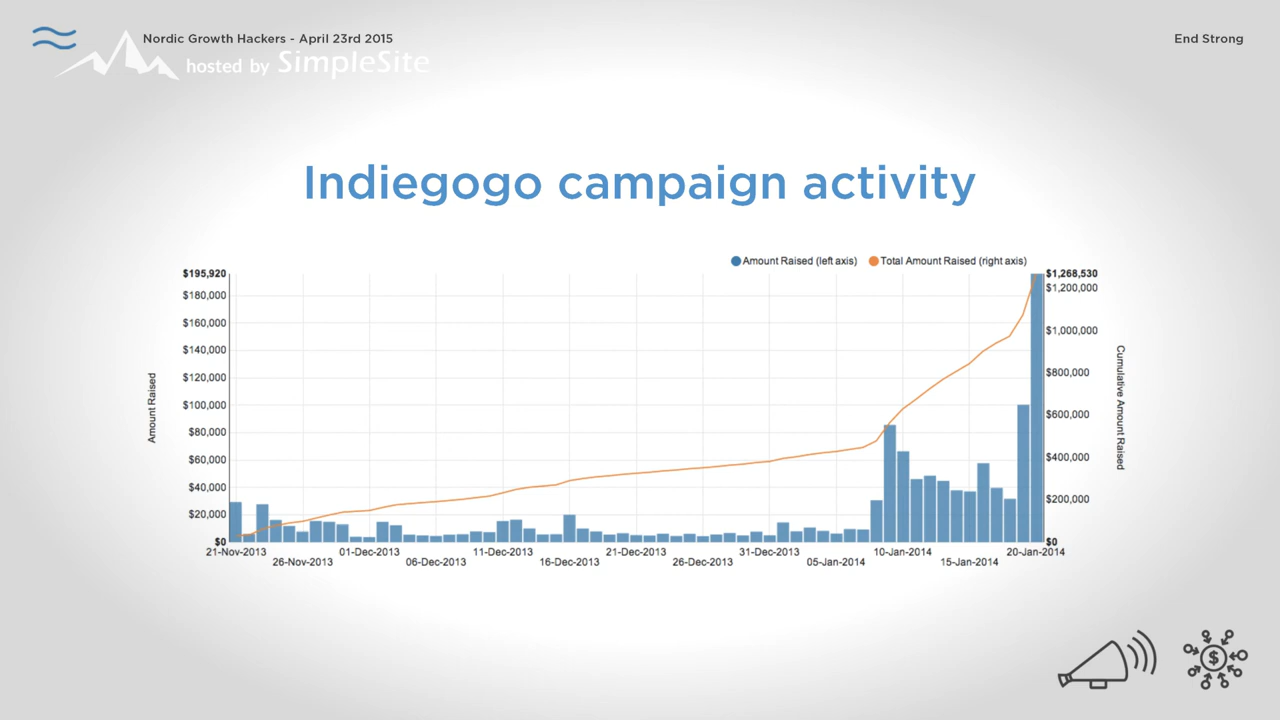 Nordic Growth Hackers - April 23rd 2015
End Strong
hosted by SimpleSite
Indiegogo campaign activity
Amount Raised (left axis) Total Amount Raised (right axis)
$195,920
$180,000
$160,000
$140,000
$120,000
$100,000
$80,000
$60,000
$40,000
$20,000
$0
Amount Raised
$1,268,530
$1,200,000
$1,000,000
$800,000
$600,000
$400,000
$200,000
$0
Cumulative Amount Raised
21-Nov-2013 01-Dec-2013 11-Dec-2013 21-Dec-2013 31-Dec-2013 10-Jan-2014 20-Jan-2014
26-Nov-2013 06-Dec-2013 16-Dec-2013 26-Dec-2013 05-Jan-2014 15-Jan-2014
$